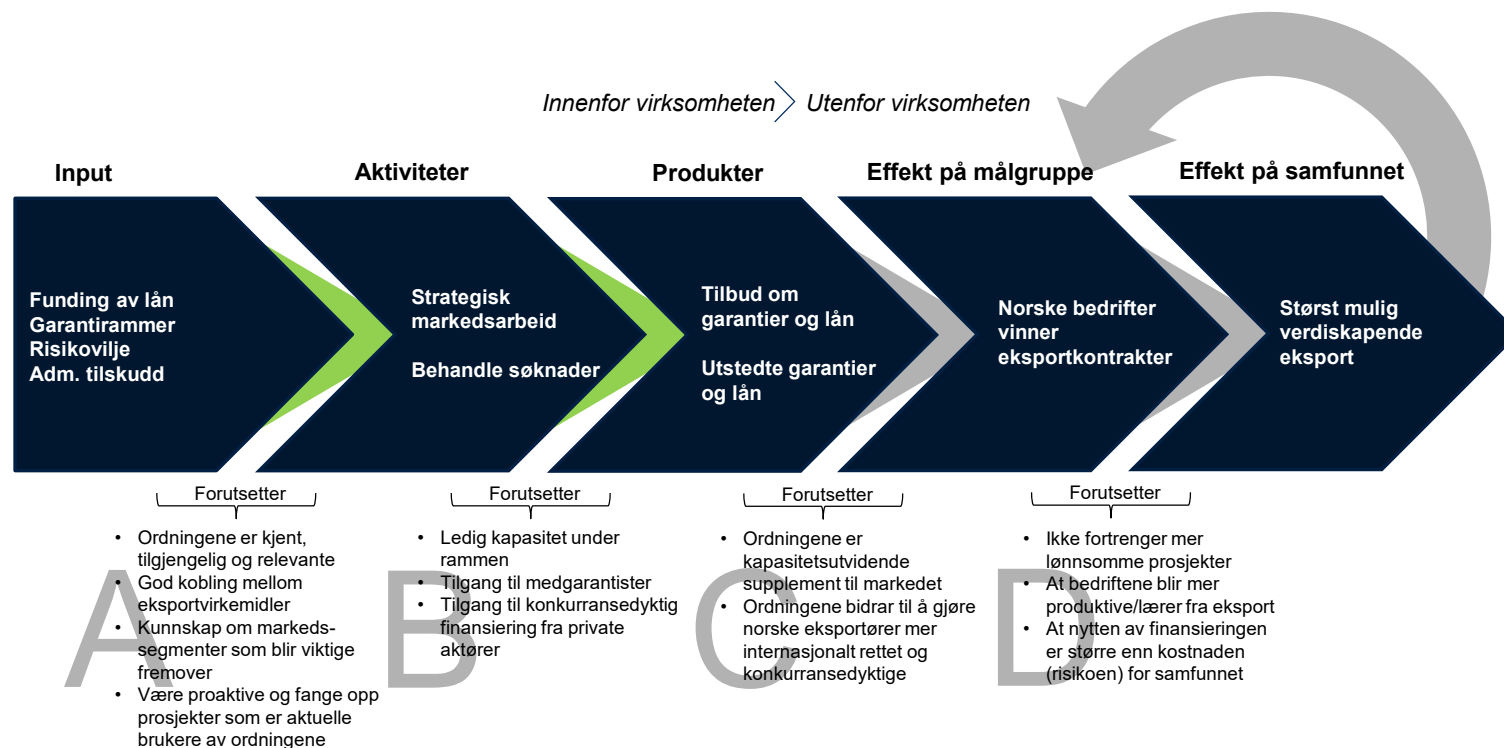 Innenfor virksomheten
Utenfor virksomheten
Input
Aktiviteter
Produkter
Effekt på målgruppe
Effekt på samfunnet
Funding av lån
Garantirammer
Risikovilje
Adm. tilskudd
Strategisk
markedsarbeid
Behandle søknader
Tilbud om
garantier og lån
Utstedte garantier
og lån
Norske bedrifter
vinner
eksportkontrakter
Størst mulig
verdiskapende
eksport
Forutsetter
A
• Ordningene er kjent,
tilgjengelig og relevante
• God kobling mellom
eksportvirkemidler
• Kunnskap om markeds-
segmenter som blir viktige
fremover
• Være proaktive og fange opp
prosjekter som er aktuelle
brukere av ordningene
Forutsetter
B
• Ledig kapasitet under
rammen
• Tilgang til medgarantister
• Tilgang til konkurransedyktig
finansiering fra private
aktører
Forutsetter
C
• Ordningene er
kapasitetsutvidende
supplement til markedet
• Ordningene bidrar til å gjøre
norske eksportører mer
internasjonalt rettet og
konkurransedyktige
Forutsetter
D
• Ikke fortrenger mer
lønnsomme prosjekter
• At bedriftene blir mer
produktive/lærer fra eksport
• At nytten av finansieringen
er større enn kostnaden
(risikoen) for samfunnet